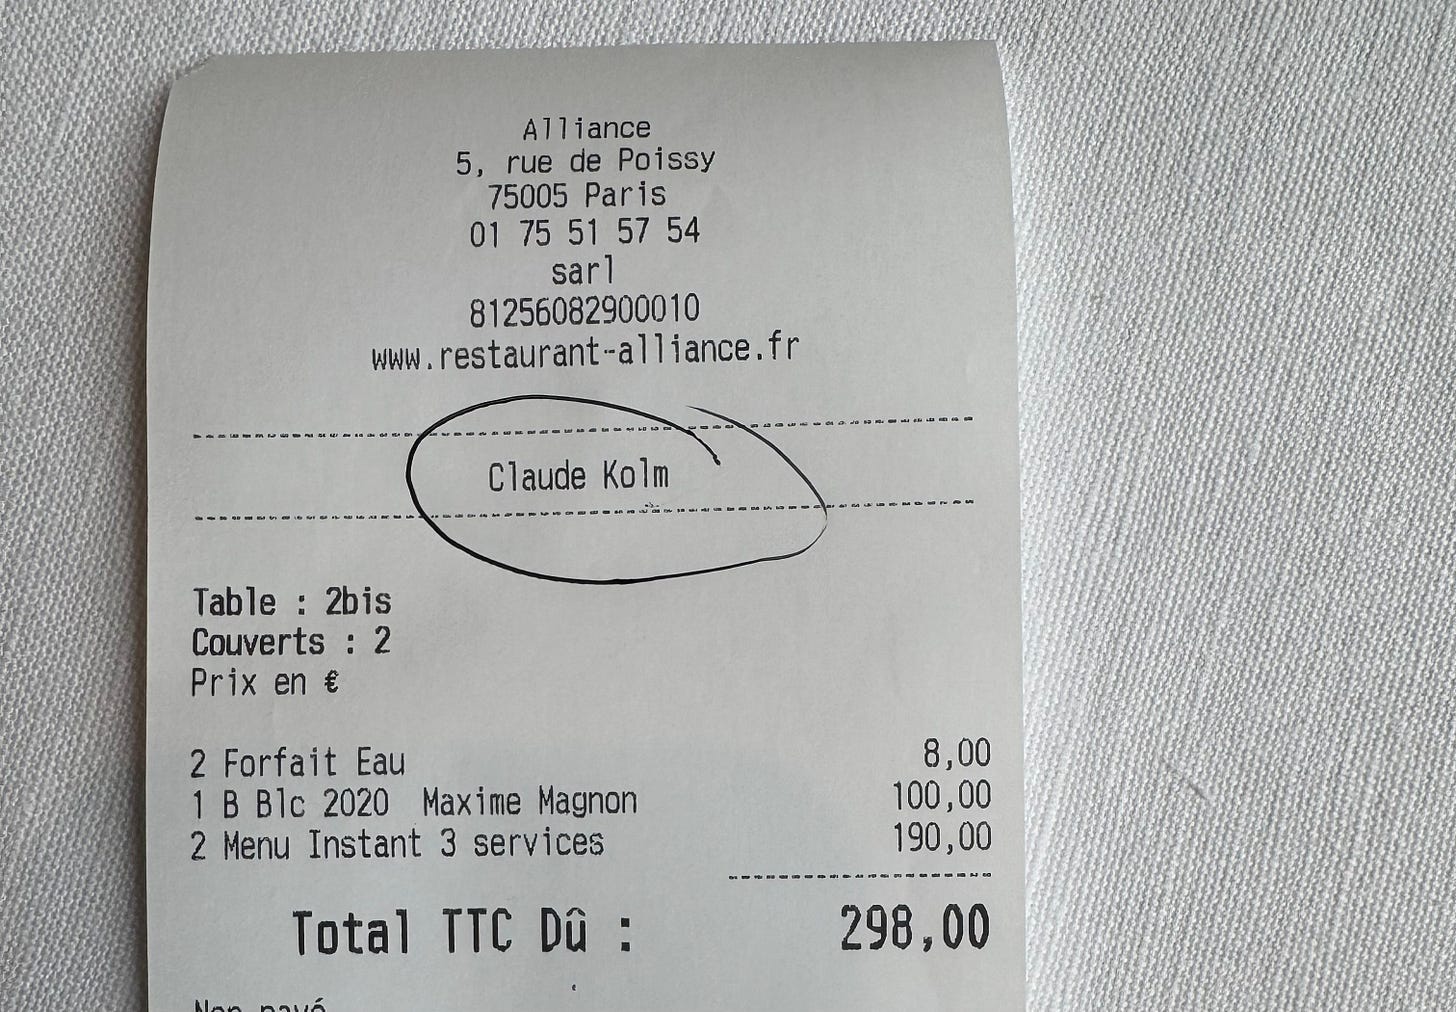 Alliance
5, rue de Poissy
75005 Paris
01 75 51 57 54
sarl
81256082900010
www.restaurant-alliance.fr
Claude Kolm
Table : 2bis
Couverts : 2
Prix en €
2 Forfait Eau 8,00
1 B Blc 2020 Maxime Magnon 100,00
2 Menu Instant 3 services 190,00
Total TTC Dû : 298,00
Non payé